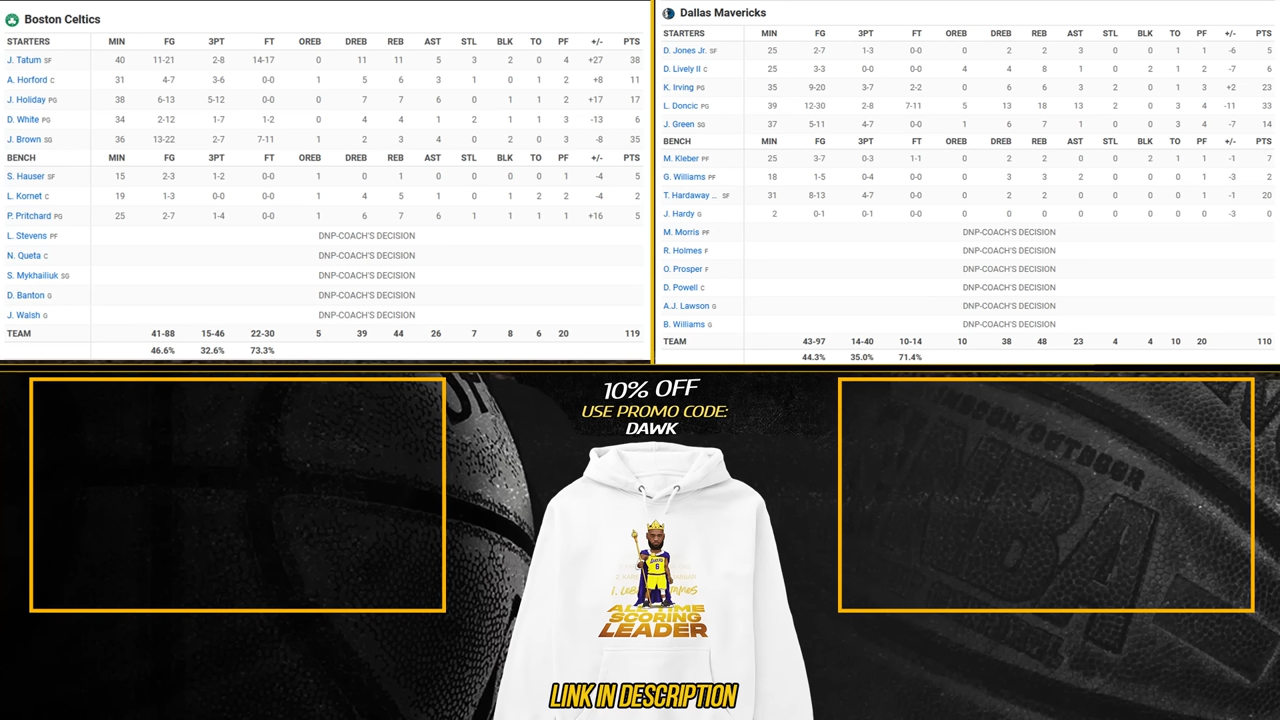 Boston Celtics
STARTERS MIN FG 3PT FT OREB DREB REB AST STL BLK TO PF +/- PTS
J. Tatum SF 40 11-21 2-8 14-17 0 11 11 5 3 2 0 4 +27 38
A. Horford C 31 4-7 3-6 0-0 1 5 6 3 1 0 1 2 +8 11
J. Holiday PG 38 6-13 5-12 0-0 0 7 7 6 0 1 1 2 +17 17
D. White PG 34 2-12 1-7 1-2 0 4 4 1 2 1 1 3 -13 6
J. Brown SG 36 13-22 2-7 7-11 1 2 3 4 0 2 0 3 -8 35
BENCH MIN FG 3PT FT OREB DREB REB AST STL BLK TO PF +/- PTS
S. Hauser SF 15 2-3 1-2 0-0 1 0 1 0 0 0 0 1 -4 5
L. Kornet C 19 1-3 0-0 0-0 1 4 5 1 0 1 2 2 -4 2
P. Pritchard PG 25 2-7 1-4 0-0 1 6 7 6 1 1 1 1 +16 5
L. Stevens PF DNP-COACH'S DECISION
N. Queta C DNP-COACH'S DECISION
S. Mykhailiuk SG DNP-COACH'S DECISION
D. Banton G DNP-COACH'S DECISION
J. Walsh G DNP-COACH'S DECISION
TEAM 41-88 15-46 22-30 5 39 44 26 7 8 6 20 119
46.6% 32.6% 73.3%
Dallas Mavericks
STARTERS MIN FG 3PT FT OREB DREB REB AST STL BLK TO PF +/- PTS
D. Jones Jr. SF 25 2-7 1-3 0-0 0 2 2 3 0 0 1 1 -6 5
D. Lively II C 25 3-3 0-0 0-0 4 4 8 1 0 2 1 2 -7 6
K. Irving PG 35 9-20 3-7 2-2 0 6 6 3 2 0 1 3 +2 23
L. Doncic PG 39 12-30 2-8 7-11 5 13 18 13 2 0 3 4 -11 33
J. Green SG 37 5-11 4-7 0-0 1 6 7 1 0 0 3 4 -7 14
BENCH MIN FG 3PT FT OREB DREB REB AST STL BLK TO PF +/- PTS
M. Kleber PF 25 3-7 0-3 1-1 0 2 2 0 0 2 1 1 -1 7
G. Williams PF 18 1-5 0-4 0-0 0 3 3 2 0 0 0 1 -3 2
T. Hardaway ... SF 31 8-13 4-7 0-0 0 2 2 0 0 0 0 1 -1 20
J. Hardy G 2 0-1 0-1 0-0 0 0 0 0 0 0 0 0 -3 0
M. Morris PF DNP-COACH'S DECISION
R. Holmes F DNP-COACH'S DECISION
O. Prosper F DNP-COACH'S DECISION
D. Powell C DNP-COACH'S DECISION
A.J. Lawson G DNP-COACH'S DECISION
B. Williams G DNP-COACH'S DECISION
TEAM 43-97 14-40 10-14 10 38 48 23 4 4 10 20 110
44.3% 35.0% 71.4%
10% OFF
USE PROMO CODE:
DAWK
ALL TIME
SCORING
LEADER
LINK IN DESCRIPTION